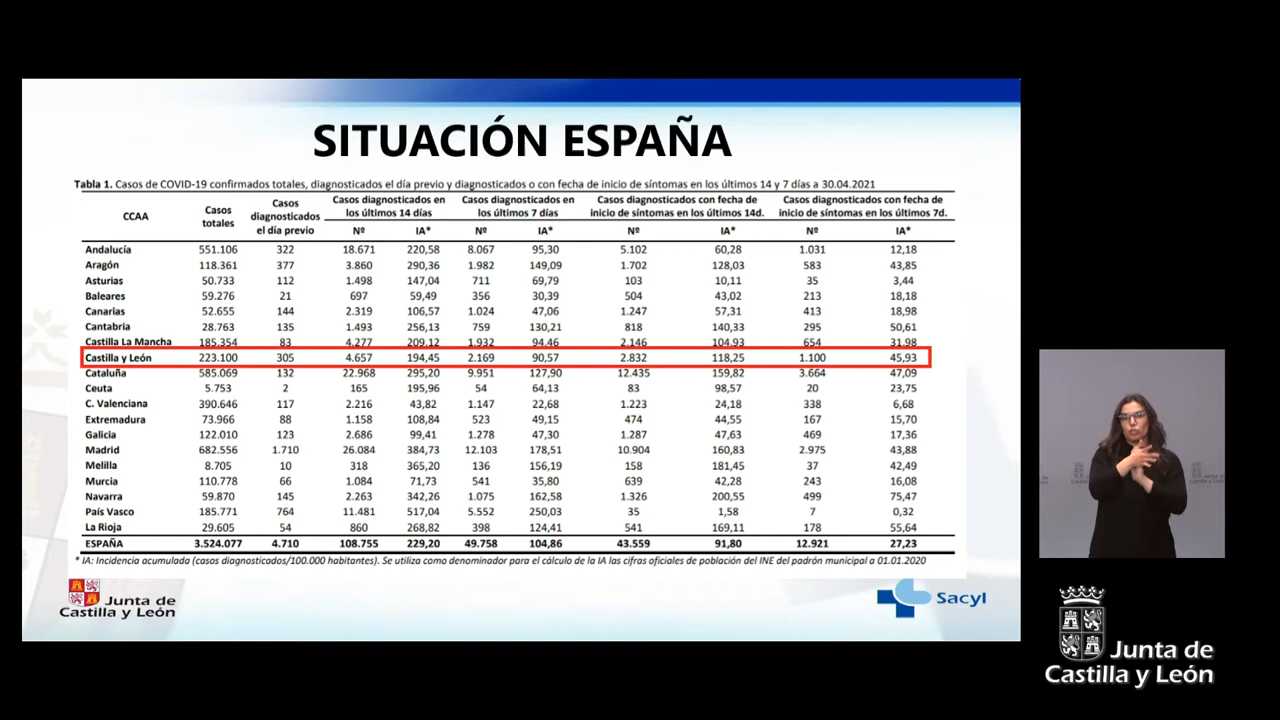 SITUACIÓN ESPAÑA
Tabla 1. Casos de COVID-19 confirmados totales, diagnosticados el día previo y diagnosticados o con fecha de inicio de síntomas en los últimos 14 y 7 días a 30.04.2021
CCAA Casos totales Casos diagnosticados el día previo Casos diagnosticados en los últimos 14 días Casos diagnosticados en los últimos 7 días Casos diagnosticados con fecha de inicio de síntomas en los últimos 14d. Casos diagnosticados con fecha de inicio de síntomas en los últimos 7d.
Nº IA* Nº IA* Nº IA* Nº IA*
Andalucía 551.106 322 18.671 220,58 8.067 95,30 5.102 60,28 1.031 12,18
Aragón 118.361 377 3.860 290,36 1.982 149,09 1.702 128,03 583 43,85
Asturias 50.733 112 1.498 147,04 711 69,79 103 10,11 35 3,44
Baleares 59.276 21 697 59,49 356 30,39 504 43,02 213 18,18
Canarias 52.655 144 2.319 106,57 1.024 47,06 1.247 57,31 413 18,98
Cantabria 28.763 135 1.493 256,13 759 130,21 818 140,33 295 50,61
Castilla La Mancha 185.354 83 4.277 209,12 1.932 94,46 2.146 104,93 654 31,98
Castilla y León 223.100 305 4.657 194,45 2.169 90,57 2.832 118,25 1.100 45,93
Cataluña 585.069 132 22.968 295,20 9.951 127,90 12.435 159,82 3.664 47,09
Ceuta 5.753 2 165 195,96 54 64,13 83 98,57 20 23,75
C. Valenciana 390.646 117 2.216 43,82 1.147 22,68 1.223 24,18 338 6,68
Extremadura 73.966 88 1.158 108,84 523 49,15 474 44,55 167 15,70
Galicia 122.010 123 2.686 99,41 1.278 47,30 1.287 47,63 469 17,36
Madrid 682.556 1.710 26.084 384,73 12.103 178,51 10.904 160,83 2.975 43,88
Melilla 8.705 10 318 365,20 136 156,19 158 181,45 37 42,49
Murcia 110.778 66 1.084 71,73 541 35,80 639 42,28 243 16,08
Navarra 59.870 145 2.263 342,26 1.075 162,58 1.326 200,55 499 75,47
País Vasco 185.771 764 11.481 517,04 5.552 250,03 35 1,58 7 0,32
La Rioja 29.605 54 860 268,82 398 124,41 541 169,11 178 55,64
ESPAÑA 3.524.077 4.710 108.755 229,20 49.758 104,86 43.559 91,80 12.921 27,23
* IA: Incidencia acumulada (casos diagnosticados/100.000 habitantes). Se utiliza como denominador para el cálculo de la IA las cifras oficiales de población del INE del padrón municipal a 01.01.2020
Junta de
Castilla y León
Sacyl
Junta de
Castilla y León